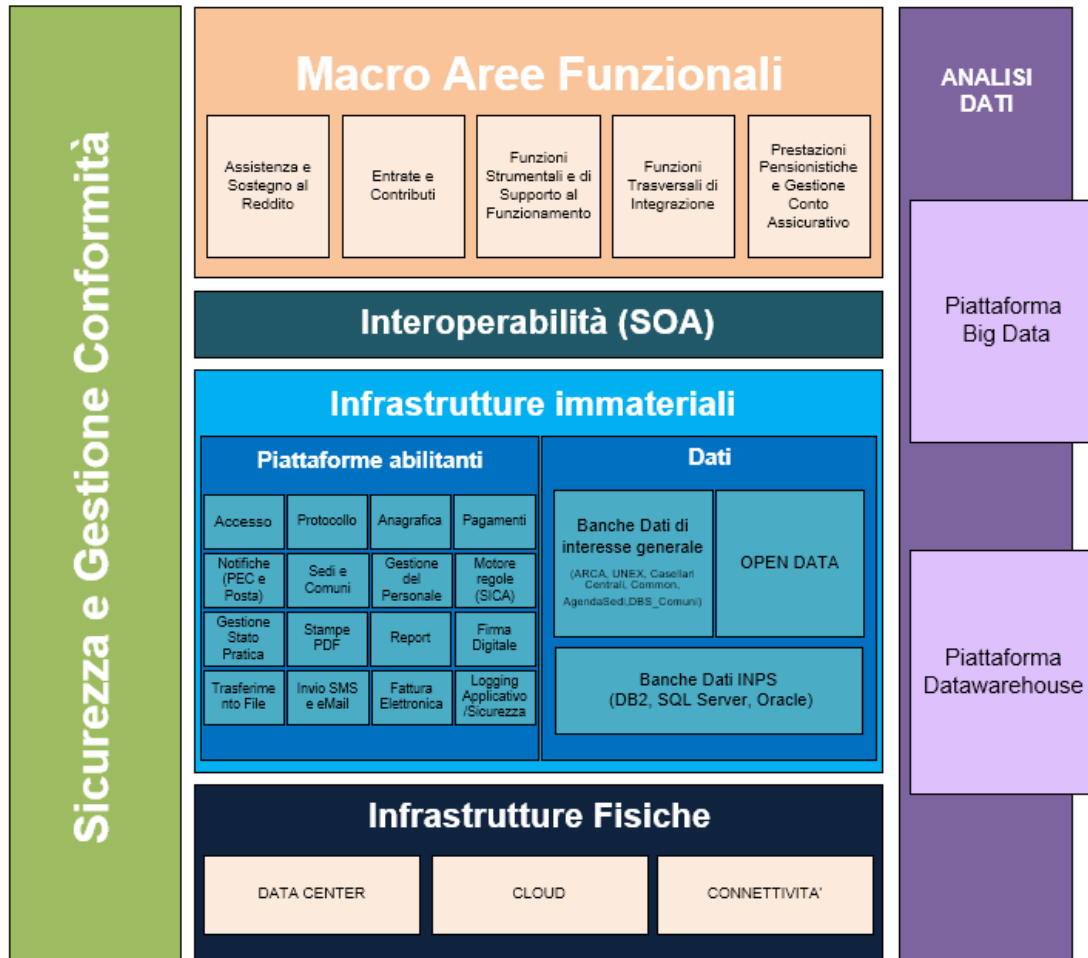 Sicurezza e Gestione Conformità
Macro Aree Funzionali
Assistenza e
Sostegno al
Reddito
Entrate e
Contributi
Funzioni
Strumentali e di
Supporto al
Funzionamento
Funzioni
Trasversali di
Integrazione
Prestazioni
Pensionistiche
e Gestione
Conto
Assicurativo
Interoperabilità (SOA)
Infrastrutture immateriali
Piattaforme abilitanti
Accesso
Protocollo
Anagrafica
Pagamenti
Notifiche
(PEC e
Posta)
Sedi e
Comuni
Gestione
del
Personale
Motore
regole
(SICA)
Gestione
Stato
Pratica
Stampe
PDF
Report
Firma
Digitale
Trasferime
nto File
Invio SMS
e eMail
Fattura
Elettronica
Logging
Applicativo
/Sicurezza
Dati
Banche Dati di
interesse generale
(ARCA, UNEX, Casellari
Centrali, Common,
AgendaSedi,DBS_Comuni)
OPEN DATA
Banche Dati INPS
(DB2, SQL Server, Oracle)
Infrastrutture Fisiche
DATA CENTER
CLOUD
CONNETTIVITA'
ANALISI
DATI
Piattaforma
Big Data
Piattaforma
Datawarehouse